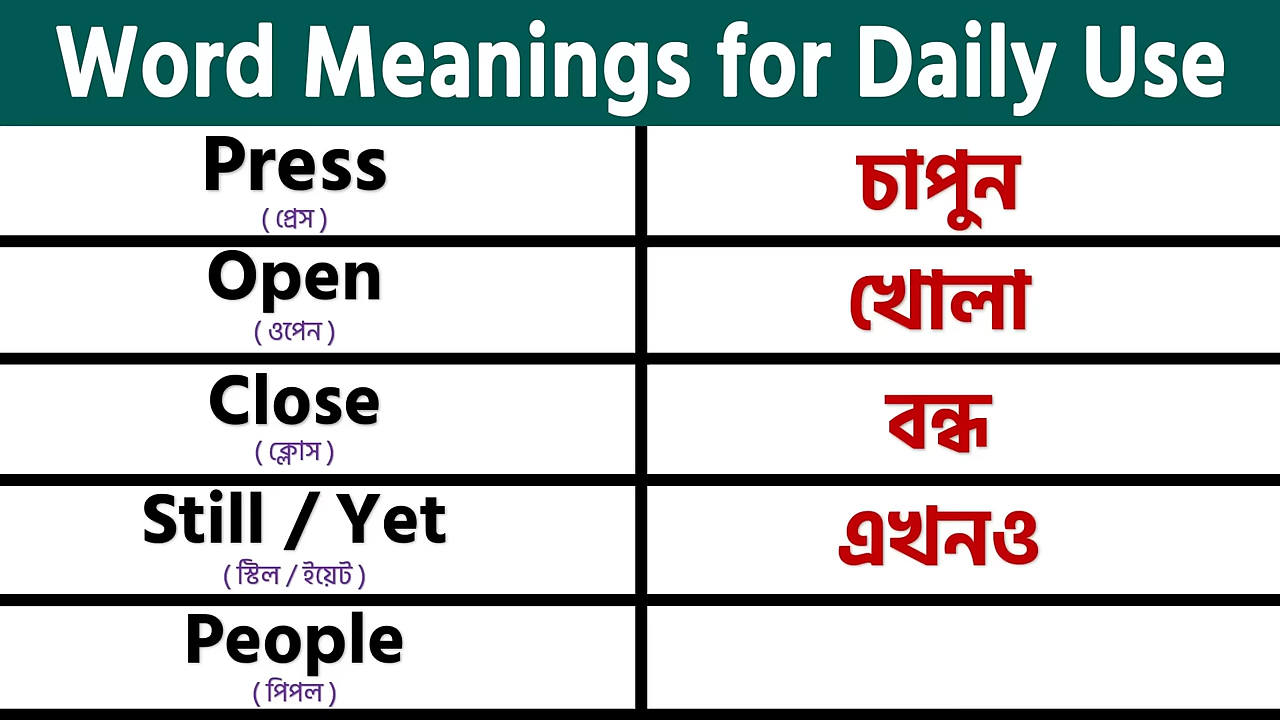 Word Meanings for Daily Use
Press
( প্রেস )
চাপুন
Open
( ওপেন )
খোলা
Close
( ক্লোস )
বন্ধ
Still / Yet
( স্টিল / ইয়েট )
এখনও
People
( পিপল )